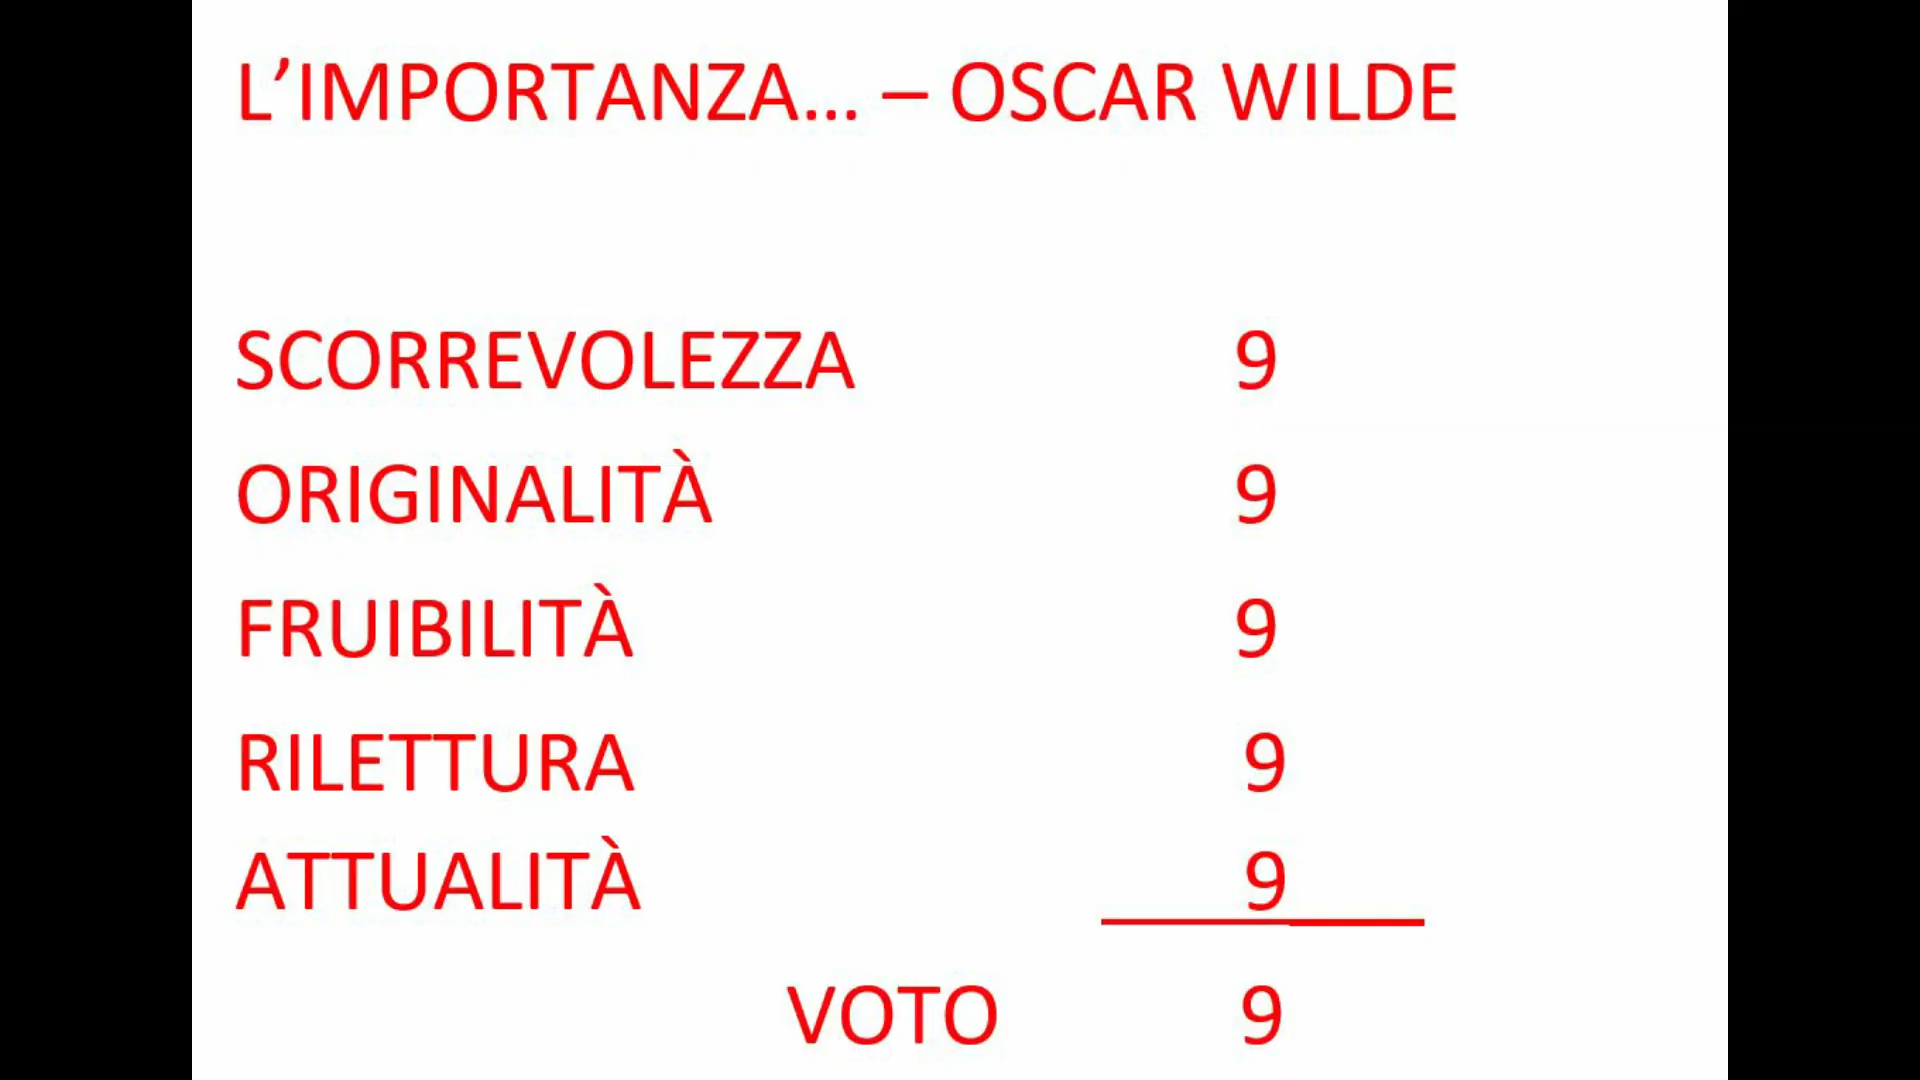 L’IMPORTANZA... – OSCAR WILDE
SCORREVOLEZZA 9
ORIGINALITÀ 9
FRUIBILITÀ 9
RILETTURA 9
ATTUALITÀ 9
VOTO 9